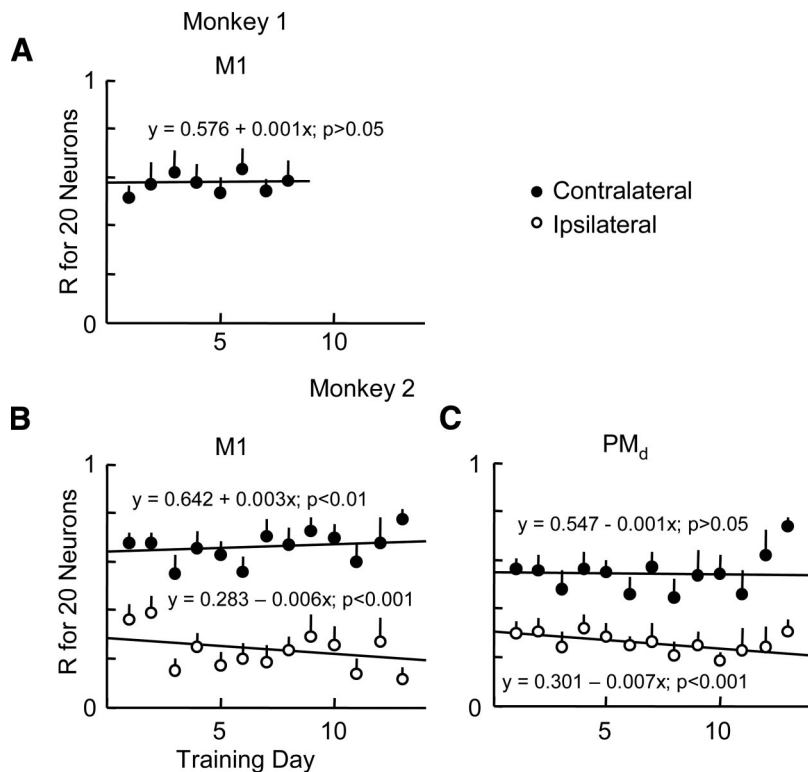 Monkey 1
A
M1
1
y = 0.576 + 0.001x; p>0.05
R for 20 Neurons
Contralateral
Ipsilateral
0
5
10
Monkey 2
B
M1
1
y = 0.642 + 0.003x; p<0.01
y = 0.283 – 0.006x; p<0.001
R for 20 Neurons
0
5
10
Training Day
C
PMd
1
y = 0.547 - 0.001x; p>0.05
y = 0.301 – 0.007x; p<0.001
0
5
10